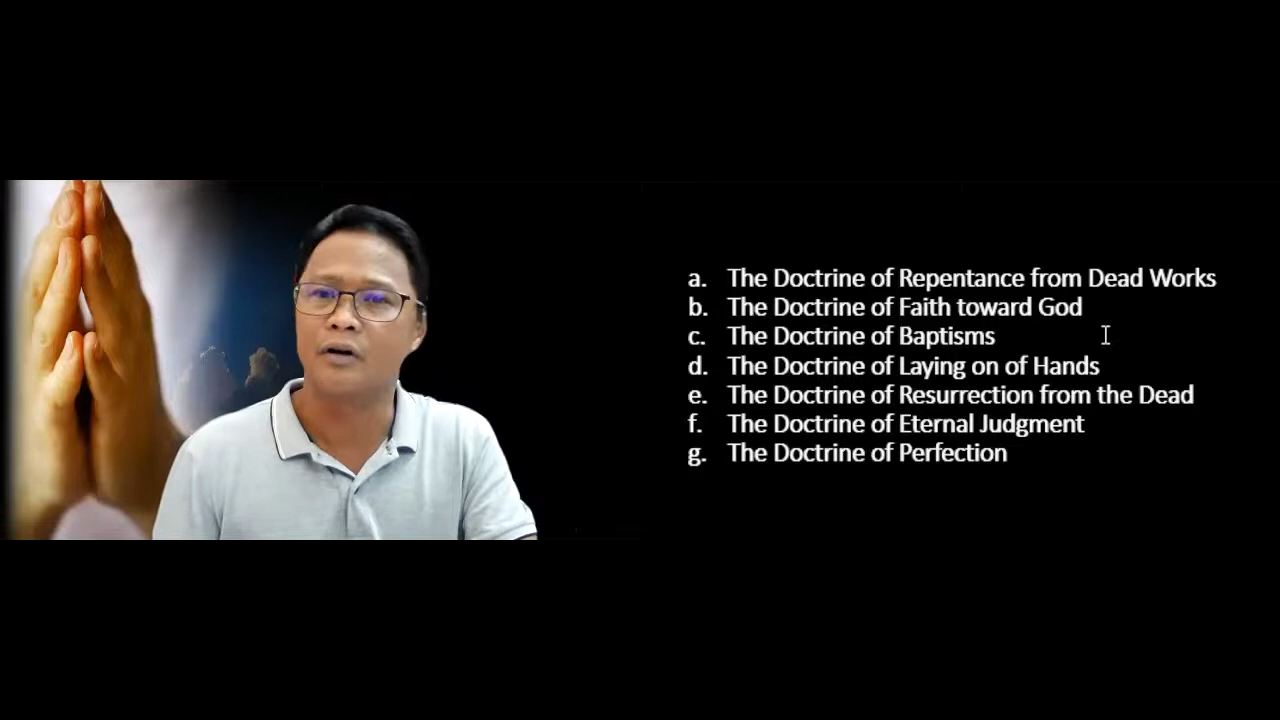 a. The Doctrine of Repentance from Dead Works
b. The Doctrine of Faith toward God
c. The Doctrine of Baptisms
d. The Doctrine of Laying on of Hands
e. The Doctrine of Resurrection from the Dead
f. The Doctrine of Eternal Judgment
g. The Doctrine of Perfection